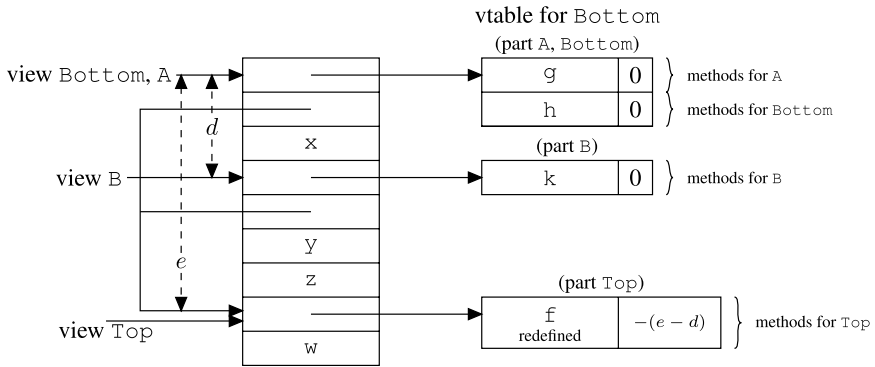 vtable for Bottom
(part A, Bottom)
view Bottom, A
g 0 methods for A
h 0 methods for Bottom
d
x
(part B)
view B
k 0 methods for B
y
e
z
(part Top)
view Top
f
redefined
−(e − d)
methods for Top
w